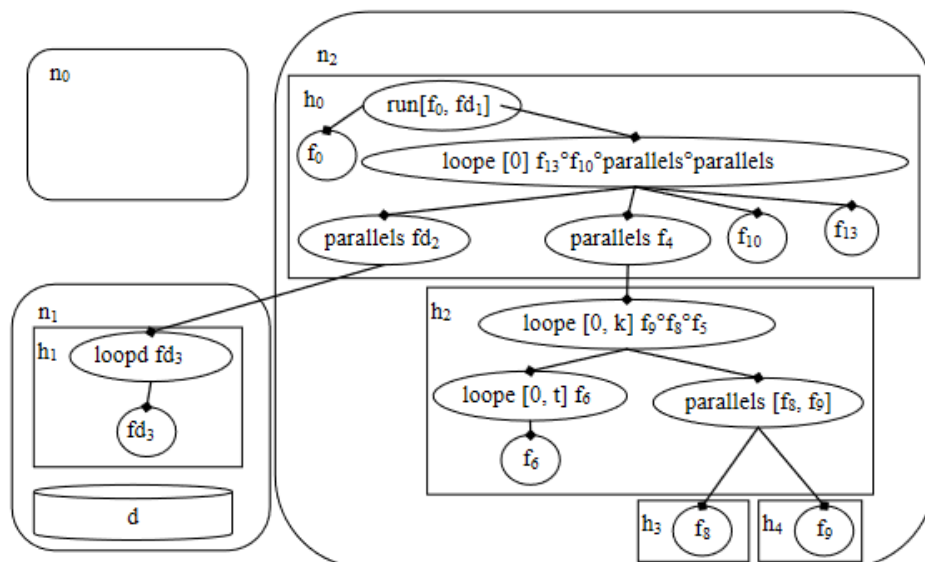 n₀
n₂
h₀
run[f₀, fd₁]
f₀
loope [0] f₁₃°f₁₀°parallels°parallels
parallels fd₂
parallels f₄
f₁₀
f₁₃
n₁
h₁
loopd fd₃
fd₃
d
h₂
loope [0, k] f₉°f₈°f₅
loope [0, t] f₆
parallels [f₈, f₉]
f₆
h₃
f₈
h₄
f₉